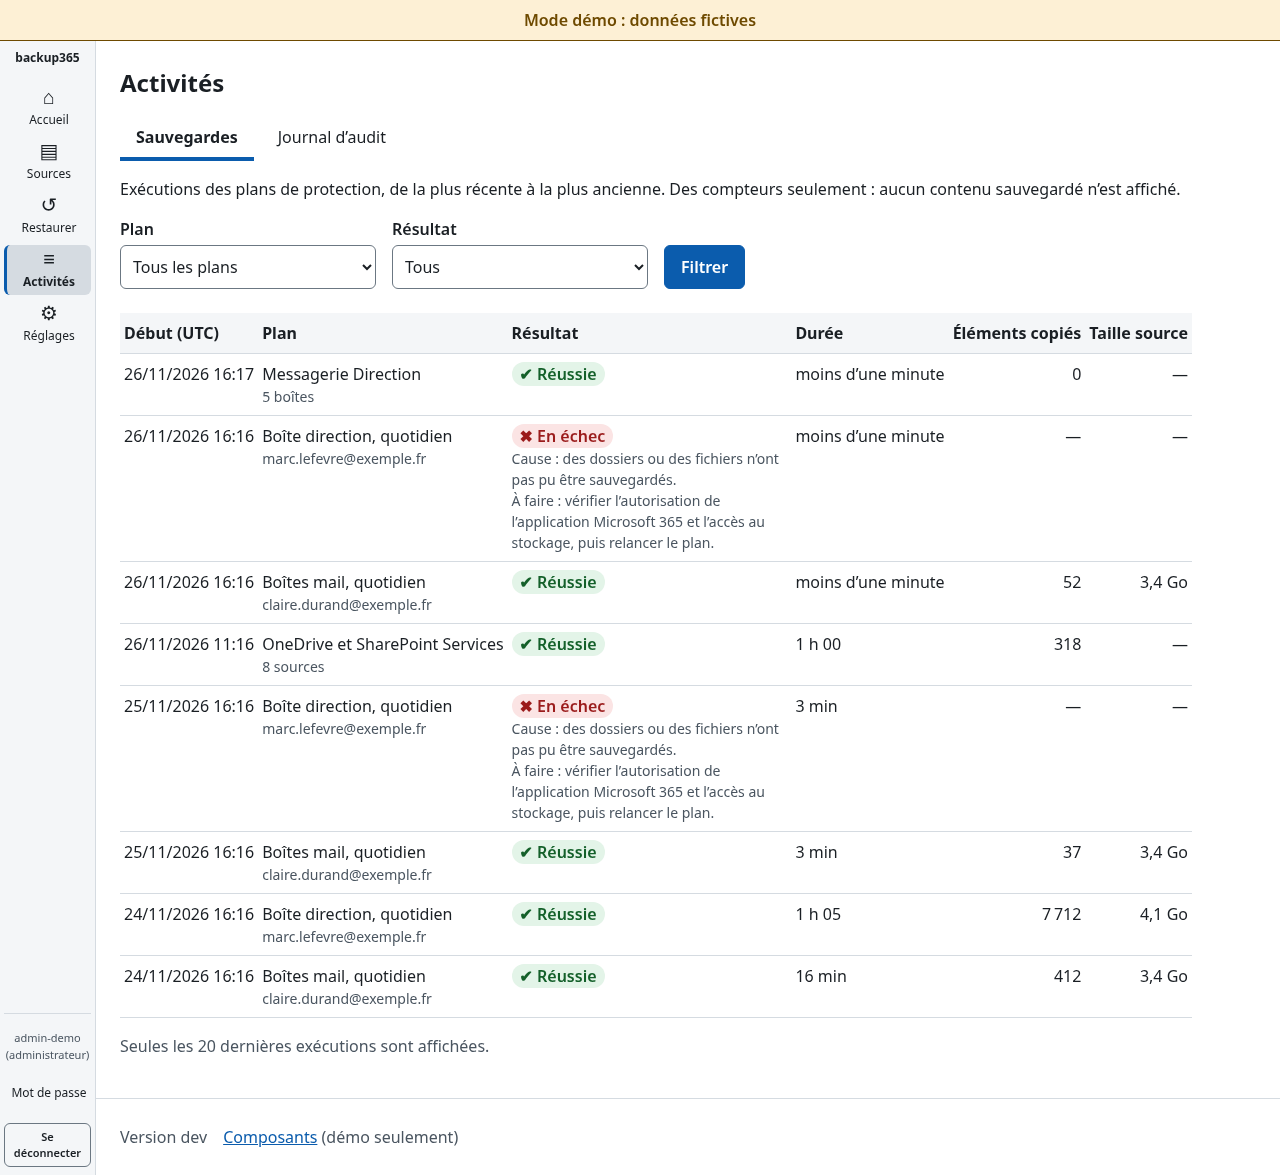 Mode démo : données fictives
backup365
Accueil
Sources
Restaurer
Activités
Réglages
admin-demo
(administrateur)
Mot de passe
Se
déconnecter
Activités
Sauvegardes Journal d’audit
Exécutions des plans de protection, de la plus récente à la plus ancienne. Des compteurs seulement : aucun contenu sauvegardé n’est affiché.
Plan Résultat
Tous les plans Tous Filtrer
Début (UTC) Plan Résultat Durée Éléments copiés Taille source
26/11/2026 16:17 Messagerie Direction ✔ Réussie moins d’une minute 0 —
5 boîtes
26/11/2026 16:16 Boîte direction, quotidien ✖ En échec moins d’une minute — —
marc.lefevre@exemple.fr Cause : des dossiers ou des fichiers n’ont
pas pu être sauvegardés.
À faire : vérifier l’autorisation de
l’application Microsoft 365 et l’accès au
stockage, puis relancer le plan.
26/11/2026 16:16 Boîtes mail, quotidien ✔ Réussie moins d’une minute 52 3,4 Go
claire.durand@exemple.fr
26/11/2026 11:16 OneDrive et SharePoint Services ✔ Réussie 1 h 00 318 —
8 sources
25/11/2026 16:16 Boîte direction, quotidien ✖ En échec 3 min — —
marc.lefevre@exemple.fr Cause : des dossiers ou des fichiers n’ont
pas pu être sauvegardés.
À faire : vérifier l’autorisation de
l’application Microsoft 365 et l’accès au
stockage, puis relancer le plan.
25/11/2026 16:16 Boîtes mail, quotidien ✔ Réussie 3 min 37 3,4 Go
claire.durand@exemple.fr
24/11/2026 16:16 Boîte direction, quotidien ✔ Réussie 1 h 05 7 712 4,1 Go
marc.lefevre@exemple.fr
24/11/2026 16:16 Boîtes mail, quotidien ✔ Réussie 16 min 412 3,4 Go
claire.durand@exemple.fr
Seules les 20 dernières exécutions sont affichées.
Version dev Composants (démo seulement)